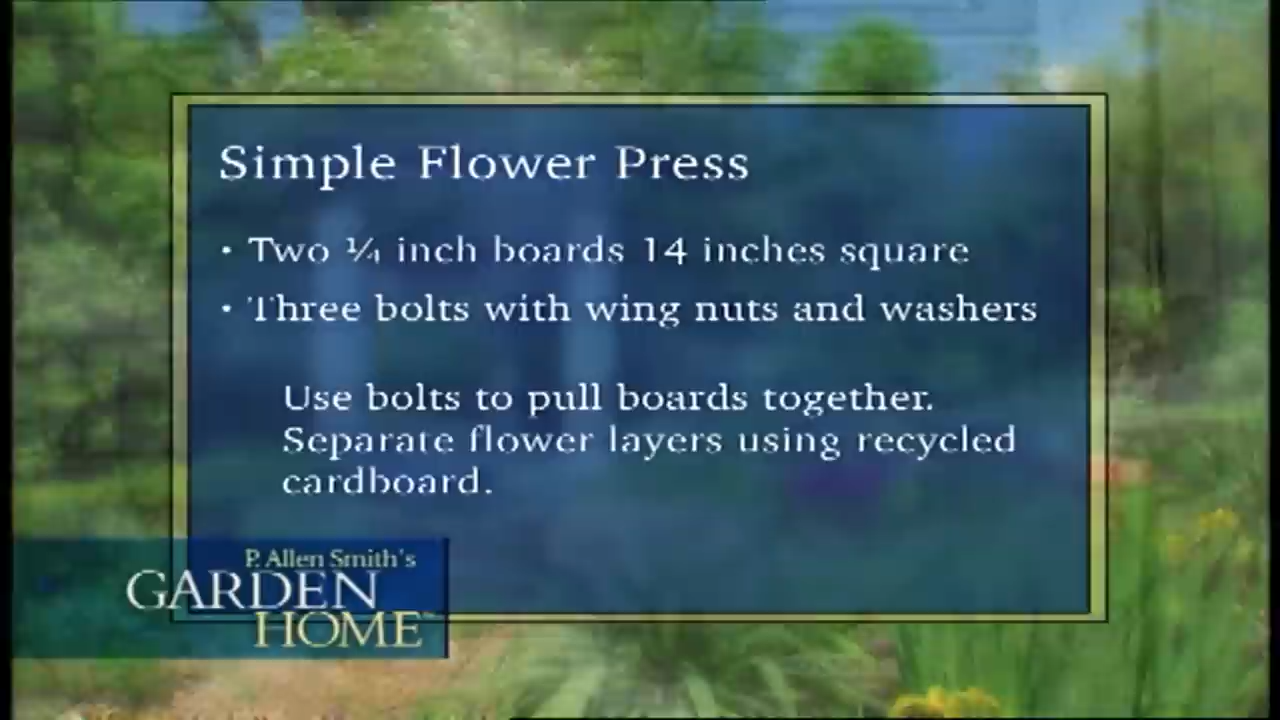 Simple Flower Press
• Two ¼ inch boards 14 inches square
• Three bolts with wing nuts and washers
Use bolts to pull boards together.
Separate flower layers using recycled
cardboard.
P. Allen Smith's
GARDEN
HOME